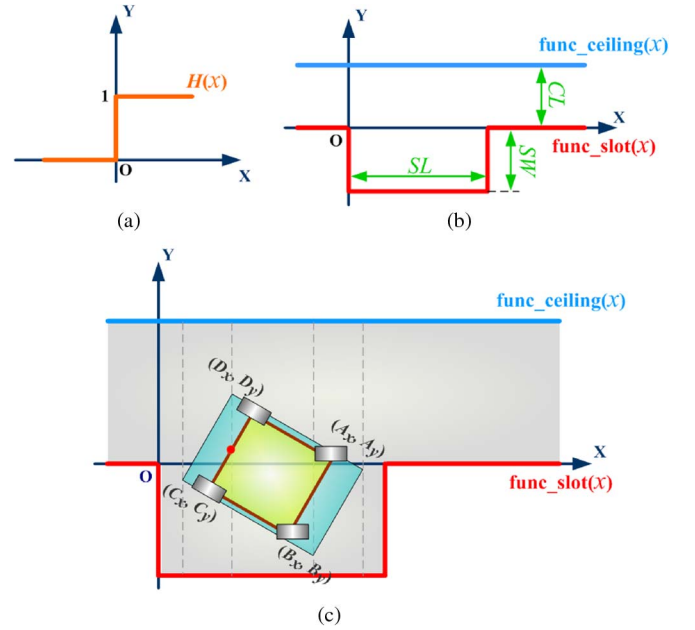 Y
1
H(x)
O
X
(a)
Y
func_ceiling(x)
CL
X
O
func_slot(x)
SL
SW
(b)
Y
func_ceiling(x)
(Dx, Dy)
(Ax, Ay)
X
O
func_slot(x)
(Cx, Cy)
(Bx, By)
(c)